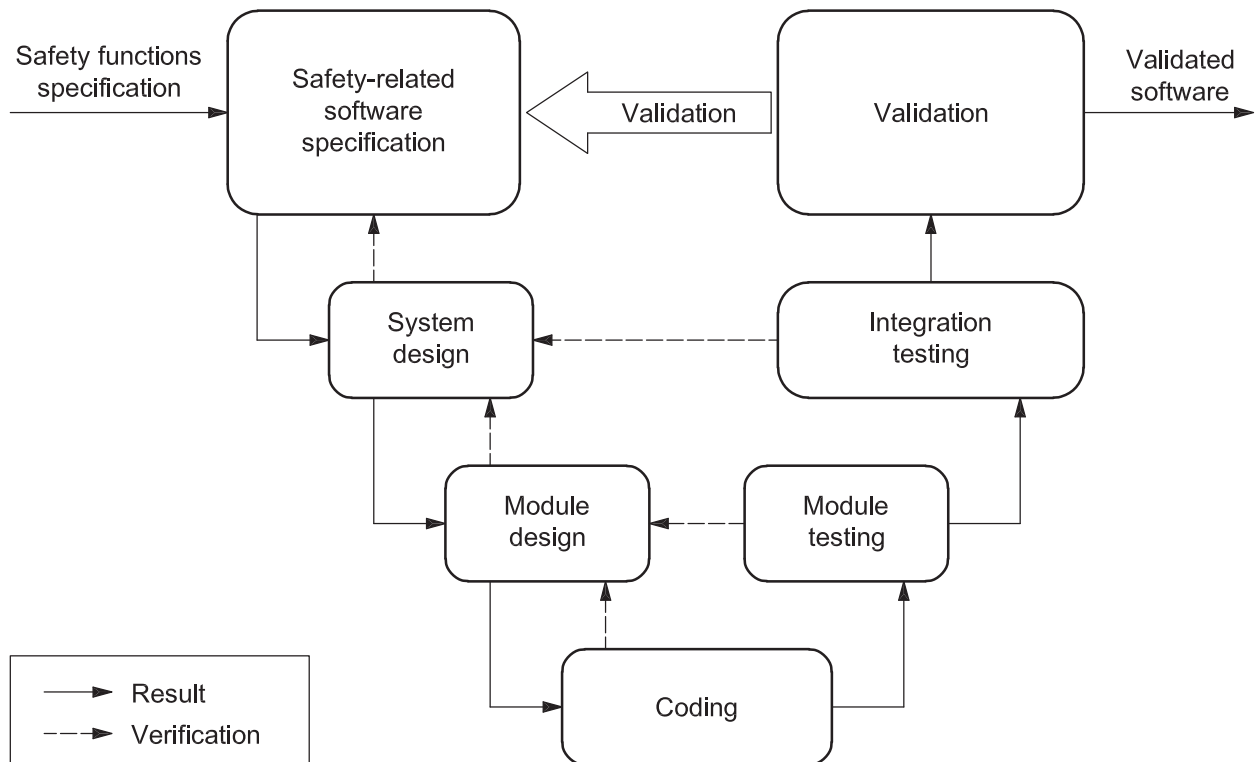 Safety functions
specification
Safety-related
software
specification
Validation
Validation
Validated
software
System
design
Integration
testing
Module
design
Module
testing
Coding
Result
Verification